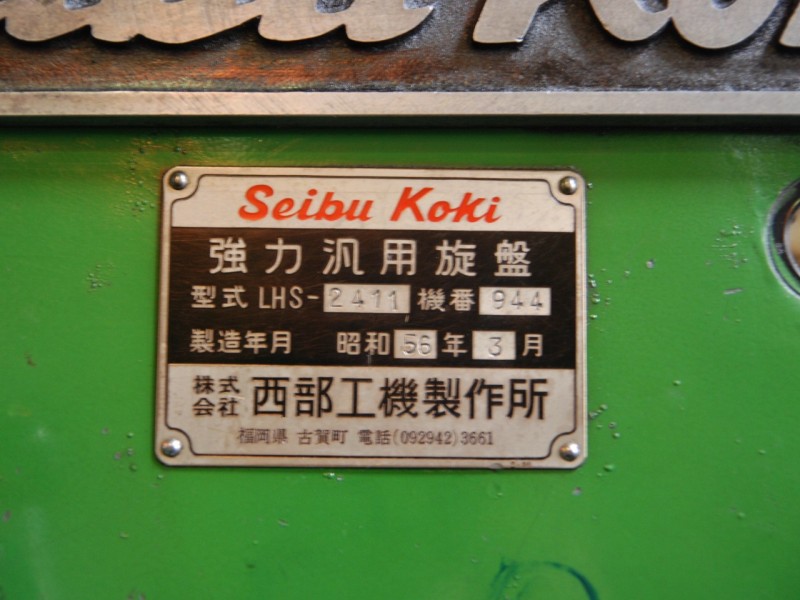 Seibu Koki
強力汎用旋盤
型式 LHS-2411 機番 944
製造年月 昭和56年3月
株式会社 西部工機製作所
福岡県 古賀町 電話(092942)3661